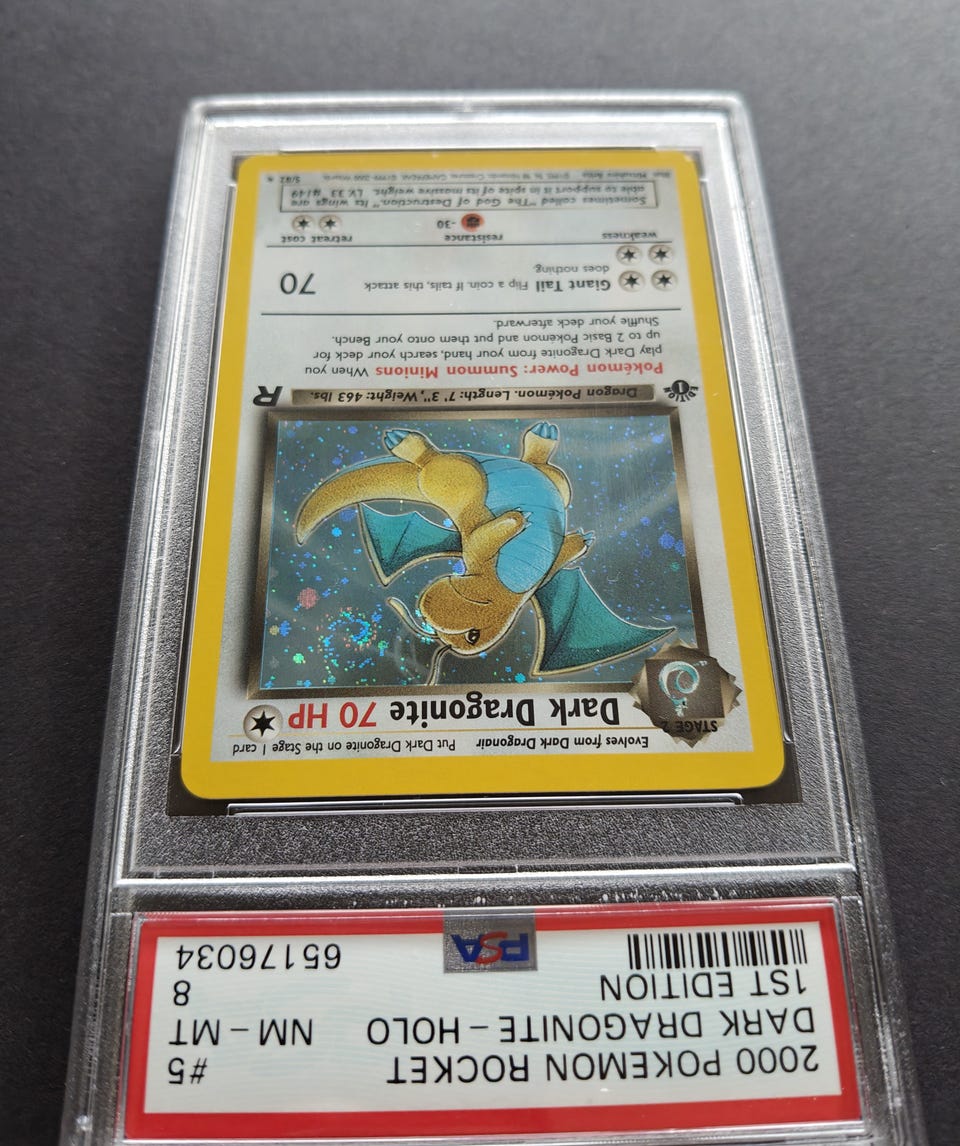 2000 POKEMON ROCKET #5
DARK DRAGONITE - HOLO NM - MT
1ST EDITION 8
PSA 65176034
Evolves from Dark Dragonair Put Dark Dragonite on the Stage 1 card
STAGE 2
Dark Dragonite 70 HP
Dragon Pokémon. Length: 7' 3", Weight: 463 lbs.
EDITION 1
R
Pokémon Power: Summon Minions When you
play Dark Dragonite from your hand, search your deck for
up to 2 Basic Pokémon and put them onto your Bench.
Shuffle your deck afterward.
Giant Tail Flip a coin. If tails, this attack
does nothing
70
weakness resistance retreat cost
-30
Sometimes called "The God of Destruction." Its wings are
able to support it in spite of its massive weight. LV. 33 #149
5/82